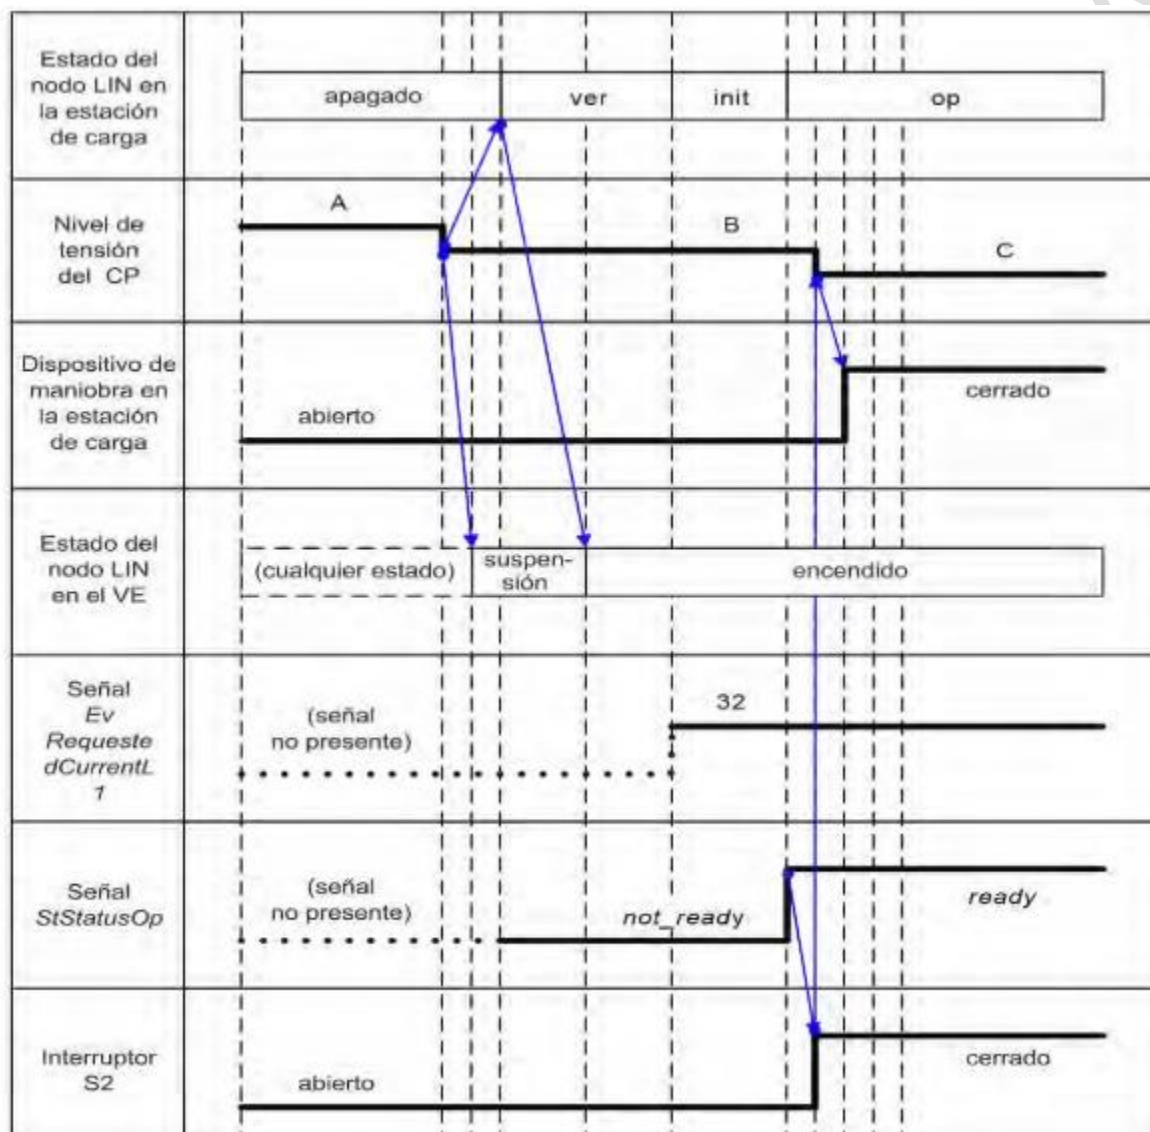 Estado del
nodo LIN en
la estación
de carga
apagado
ver
init
op
Nivel de
tensión
del CP
A
B
C
Dispositivo de
maniobra en
la estación
de carga
abierto
cerrado
Estado del
nodo LIN
en el VE
(cualquier estado)
suspen-
sión
encendido
Señal
Ev
Requeste
dCurrentL
1
(señal
no presente)
32
Señal
StStatusOp
(señal
no presente)
not_ready
ready
Interruptor
S2
abierto
cerrado